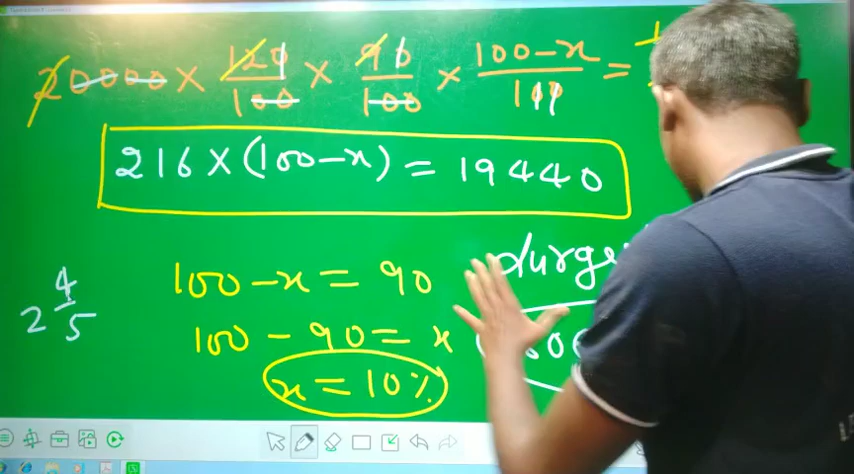 20000 × 120/100 × 90/100 × 100-x/100 =
216 × (100-x) = 19440
100-x = 90
100 - 90 = x
x = 10%
2 4/5